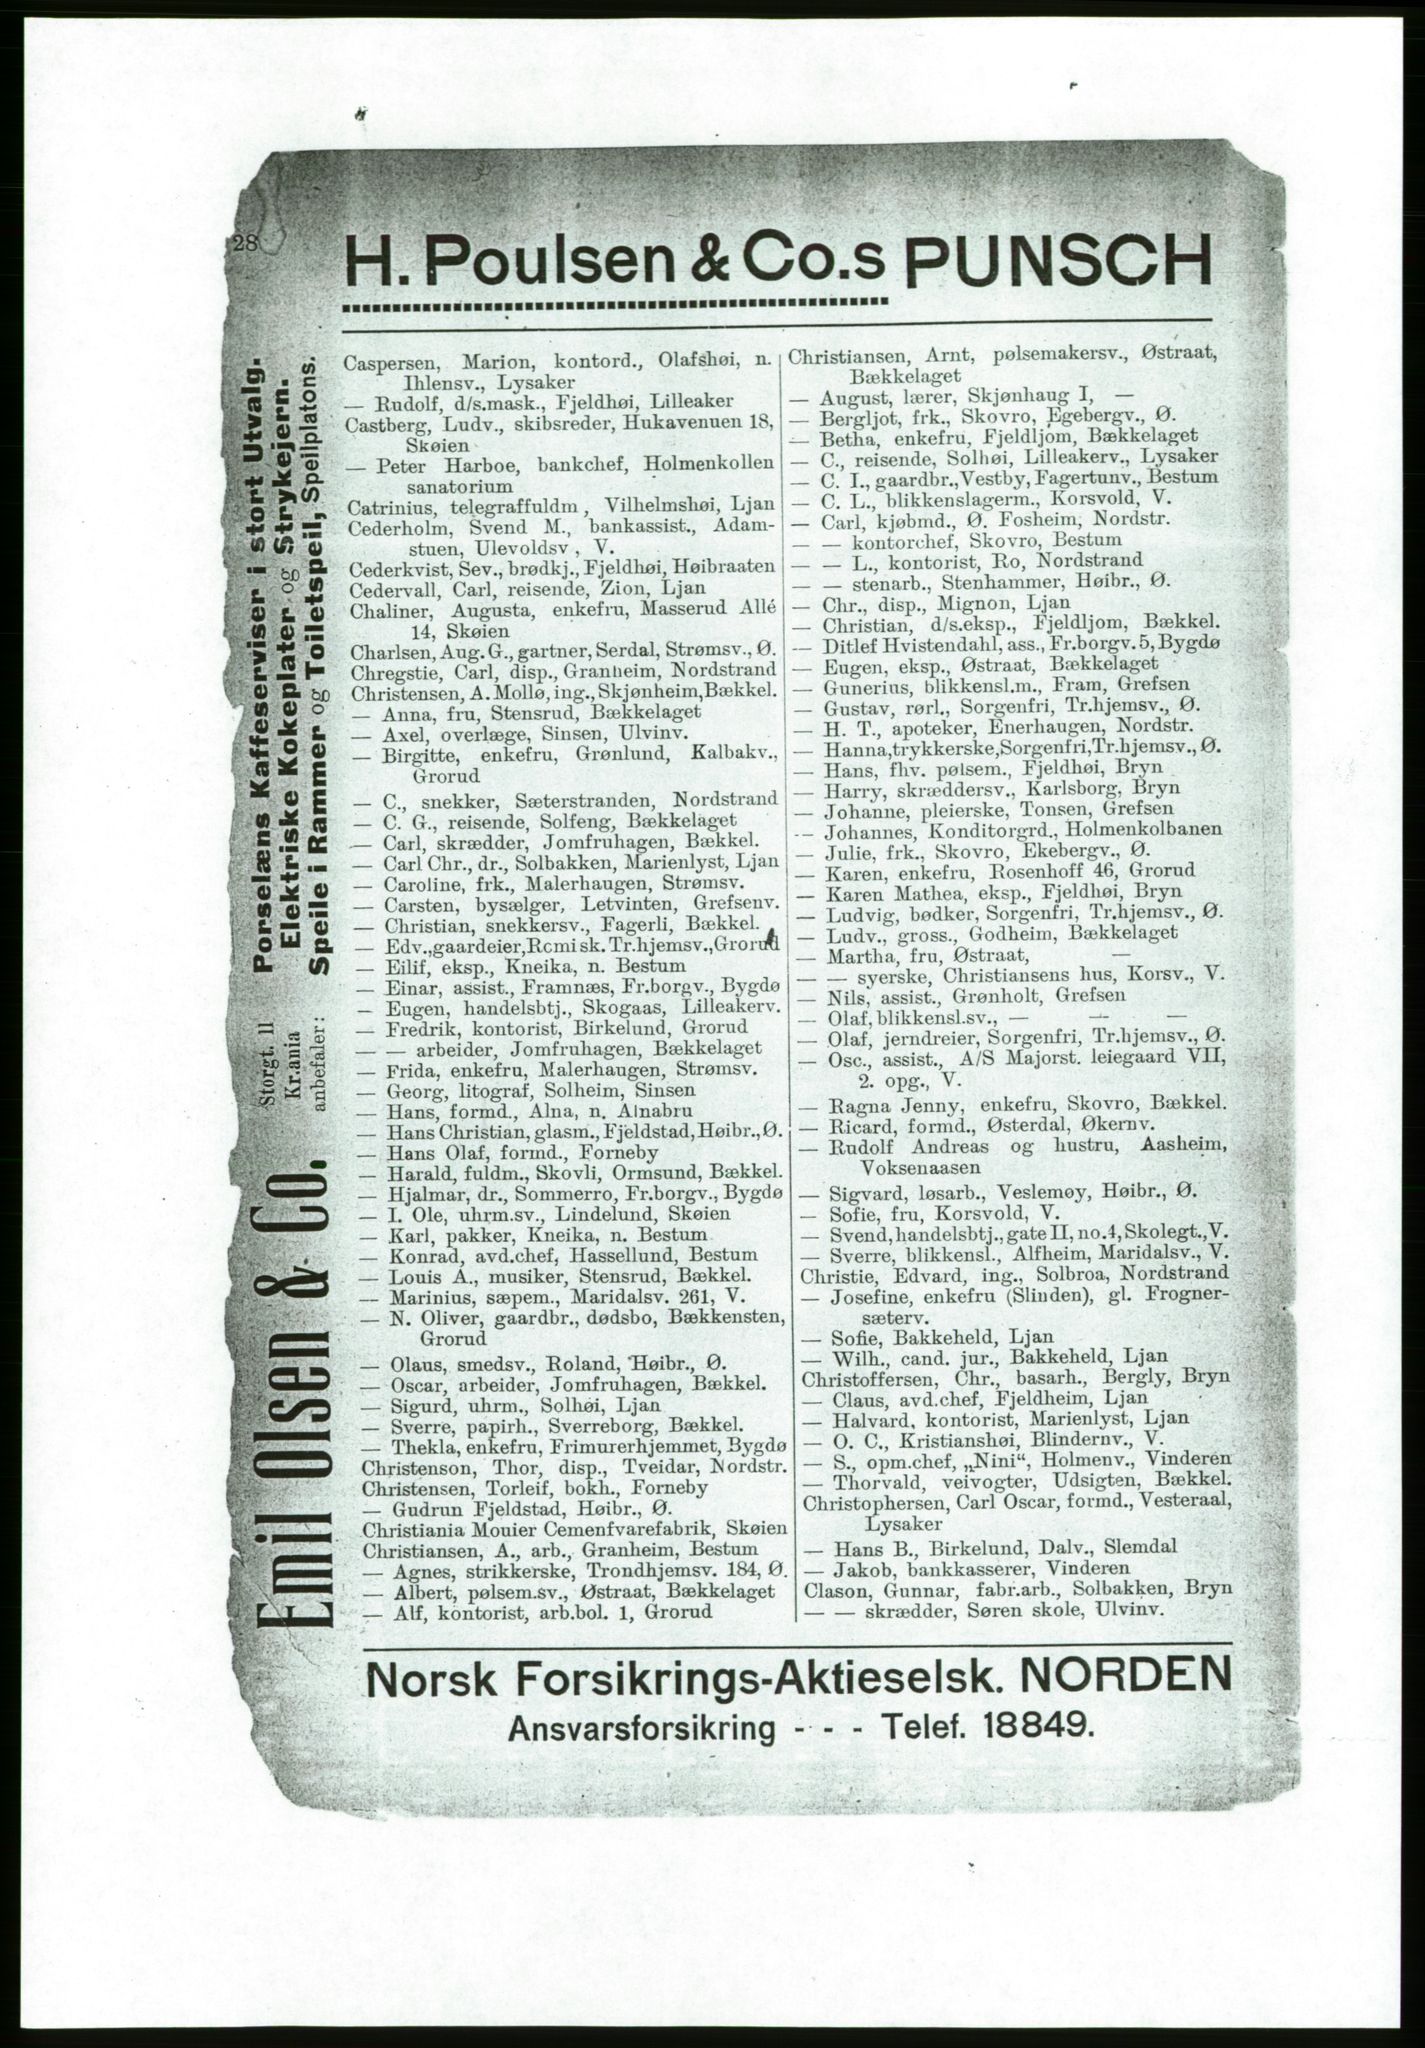 28
H. Poulsen & Co.s PUNSCH
Emil Olsen & Co.
Storgt. 11
Kr.ania
anbefaler:
Porselæns Kaffeserviser i stort Utvalg.
Elektriske Kokeplater og Strykejern.
Speile i Rammer og Toiletspeil, Speilplatons.
Caspersen, Marion, kontord., Olafshøi, n.
Ihlensv., Lysaker
— Rudolf, d/s.mask., Fjeldhøi, Lilleaker
Castberg, Ludv., skibsreder, Hukavenuen 18,
Skøien
— Peter Harboe, bankchef, Holmenkollen
sanatorium
Catrinius, telegraffuldm, Vilhelmshøi, Ljan
Cederholm, Svend M., bankassist., Adam-
stuen, Ulevoldsv, V.
Cederkvist, Sev., brødkj., Fjeldhøi, Høibraaten
Cedervall, Carl, reisende, Zion, Ljan
Chaliner, Augusta, enkefru, Masserud Allé
14, Skøien
Charlsen, Aug. G., gartner, Serdal, Strømsv., Ø.
Chregstie, Carl, disp., Granheim, Nordstrand
Christensen, A. Mollø, ing., Skjønheim, Bækkel.
— Anna, fru, Stensrud, Bækkelaget
— Axel, overlæge, Sinsen, Ulvinv.
— Birgitte, enkefru, Grønlund, Kalbakv.,
Grorud
— C., snekker, Sæterstranden, Nordstrand
— C. G., reisende, Solfeng, Bækkelaget
— Carl, skrædder, Jomfruhagen, Bækkel.
— Carl Chr., dr., Solbakken, Marienlyst, Ljan
— Caroline, frk., Malerhaugen, Strømsv.
— Carsten, bysælger, Letvinten, Grefsenv.
— Christian, snekkersv., Fagerli, Bækkel.
— Edv., gaardeier, Romi sk. Tr.hjemsv., Grorud
— Eilif, eksp., Kneika, n. Bestum
— Einar, assist., Framnæs, Fr.borgv., Bygdø
— Eugen, handelsbtj., Skogaas, Lilleakerv.
— Fredrik, kontorist, Birkelund, Grorud
— — arbeider, Jomfruhagen, Bækkelaget
— Frida, enkefru, Malerhaugen, Strømsv.
— Georg, litograf, Solheim, Sinsen
— Hans, formd., Alna, n. Alnabru
— Hans Christian, glasm., Fjeldstad, Høibr., Ø.
— Hans Olaf, formd., Forneby
— Harald, fuldm., Skovli, Ormsund, Bækkel.
— Hjalmar, dr., Sommerro, Fr.borgv., Bygdø
— I. Ole, uhrm.sv., Lindelund, Skøien
— Karl, pakker, Kneika, n. Bestum
— Konrad, avd.chef, Hassellund, Bestum
— Louis A., musiker, Stensrud, Bækkel.
— Marinius, sæpem., Maridalsv. 261, V.
— N. Oliver, gaardbr., dødsbo, Bækkensten,
Grorud
— Olaus, smedsv., Roland, Høibr., Ø.
— Oscar, arbeider, Jomfruhagen, Bækkel.
— Sigurd, uhrm., Solhøi, Ljan
— Sverre, papirh., Sverreborg, Bækkel.
— Thekla, enkefru, Frimurerhjemmet, Bygdø
Christenson, Thor, disp., Tveidar, Nordstr.
Christensen, Torleif, bokh., Forneby
— Gudrun Fjeldstad, Høibr., Ø.
Christiania Mouier Cementvarefabrik, Skøien
Christiansen, A., arb., Granheim, Bestum
— Agnes, strikkerske, Trondhjemsv. 184, Ø.
— Albert, pølsem.sv., Østraat, Bækkelaget
— Alf, kontorist, arb.bol. 1, Grorud
Christiansen, Arnt, pølsemakersv., Østraat,
Bækkelaget
— August, lærer, Skjønhaug I, —
— Bergljot, frk., Skovro, Egebergv., Ø.
— Betha, enkefru, Fjeldljom, Bækkelaget
— C., reisende, Solhøi, Lilleakerv., Lysaker
— C. I., gaardbr., Vestby, Fagertunv., Bestum
— C. L., blikkenslagerm., Korsvold, V.
— Carl, kjøbmd., Ø. Fosheim, Nordstr.
— — kontorchef, Skovro, Bestum
— — L., kontorist, Ro, Nordstrand
— — stenarb., Stenhammer, Høibr., Ø.
— Chr., disp., Mignon, Ljan
— Christian, d/s.eksp., Fjeldljom, Bækkel.
— Ditlef Hvistendahl, ass., Fr.borgv. 5, Bygdø
— Eugen, eksp., Østraat, Bækkelaget
— Gunerius, blikkensl.m., Fram, Grefsen
— Gustav, rørl., Sorgenfri, Tr.hjemsv., Ø.
— H. T., apoteker, Enerhaugen, Nordstr.
— Hanna, trykkerske, Sorgenfri, Tr.hjemsv., Ø.
— Hans, fhv. pølsem., Fjeldhøi, Bryn
— Harry, skræddersv., Karlsborg, Bryn
— Johanne, pleierske, Tonsen, Grefsen
— Johannes, Konditorgrd., Holmenkolbanen
— Julie, frk., Skovro, Ekebergv., Ø.
— Karen, enkefru, Rosenhoff 46, Grorud
— Karen Mathea, eksp., Fjeldhøi, Bryn
— Ludvig, bødker, Sorgenfri, Tr.hjemsv., Ø.
— Ludv., gross., Godheim, Bækkelaget
— Martha, fru, Østraat, —
— — syerske, Christiansens hus, Korsv., V.
— Nils, assist., Grønholt, Grefsen
— Olaf, blikkensl.sv., — — —
— Olaf, jerndreier, Sorgenfri, Tr.hjemsv., Ø.
— Osc., assist., A/S Majorst. leiegaard VII,
2. opg., V.
— Ragna Jenny, enkefru, Skovro, Bækkel.
— Ricard, formd., Østerdal, Økernv.
— Rudolf Andreas og hustru, Aasheim,
Voksenaasen
— Sigvard, løsarb., Veslemøy, Høibr., Ø.
— Sofie, fru, Korsvold, V.
— Svend, handelsbtj., gate II, no. 4, Skolegt., V.
— Sverre, blikkensl., Alfheim, Maridalsv., V.
Christie, Edvard, ing., Solbroa, Nordstrand
— Josefine, enkefru (Slinden), gl. Frogner-
sæterv.
— Sofie, Bakkeheld, Ljan
— Wilh., cand. jur., Bakkeheld, Ljan
Christoffersen, Chr., basarh., Bergly, Bryn
— Claus, avd.chef, Fjeldheim, Ljan
— Halvard, kontorist, Marienlyst, Ljan
— O. C., Kristianshøi, Blindernv., V.
— S., opm.chef, „Nini“, Holmenv., Vinderen
— Thorvald, veivogter, Udsigten, Bækkel.
Christophersen, Carl Oscar, formd., Vesteraal,
Lysaker
— Hans B., Birkelund, Dalv., Slemdal
— Jakob, bankkasserer, Vinderen
Clason, Gunnar, fabr.arb., Solbakken, Bryn
— — skrædder, Søren skole, Ulvinv.
Norsk Forsikrings-Aktieselsk. NORDEN
Ansvarsforsikring - - - Telef. 18849.